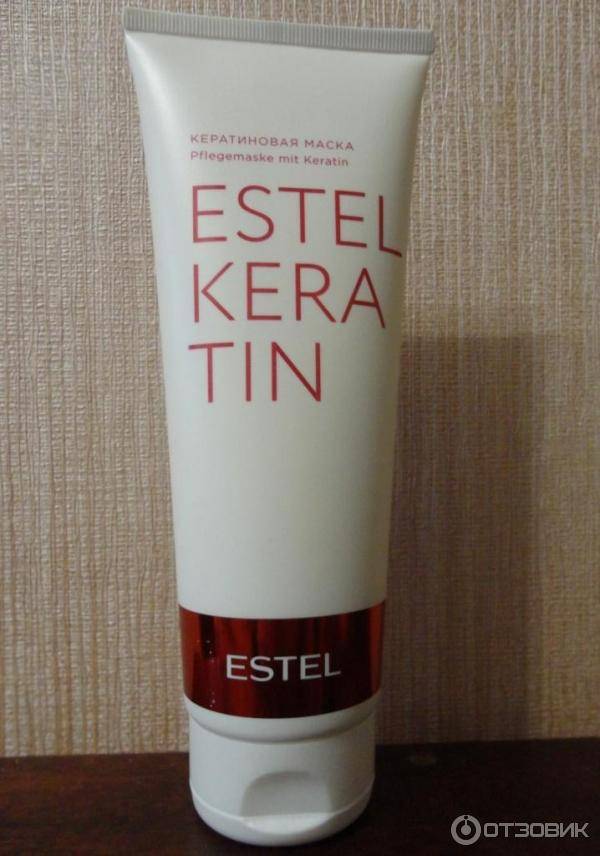 КЕРАТИНОВАЯ МАСКА
Pflegemaske mit Keratin
ESTEL
KERA
TIN
ESTEL
ОТЗОВИК